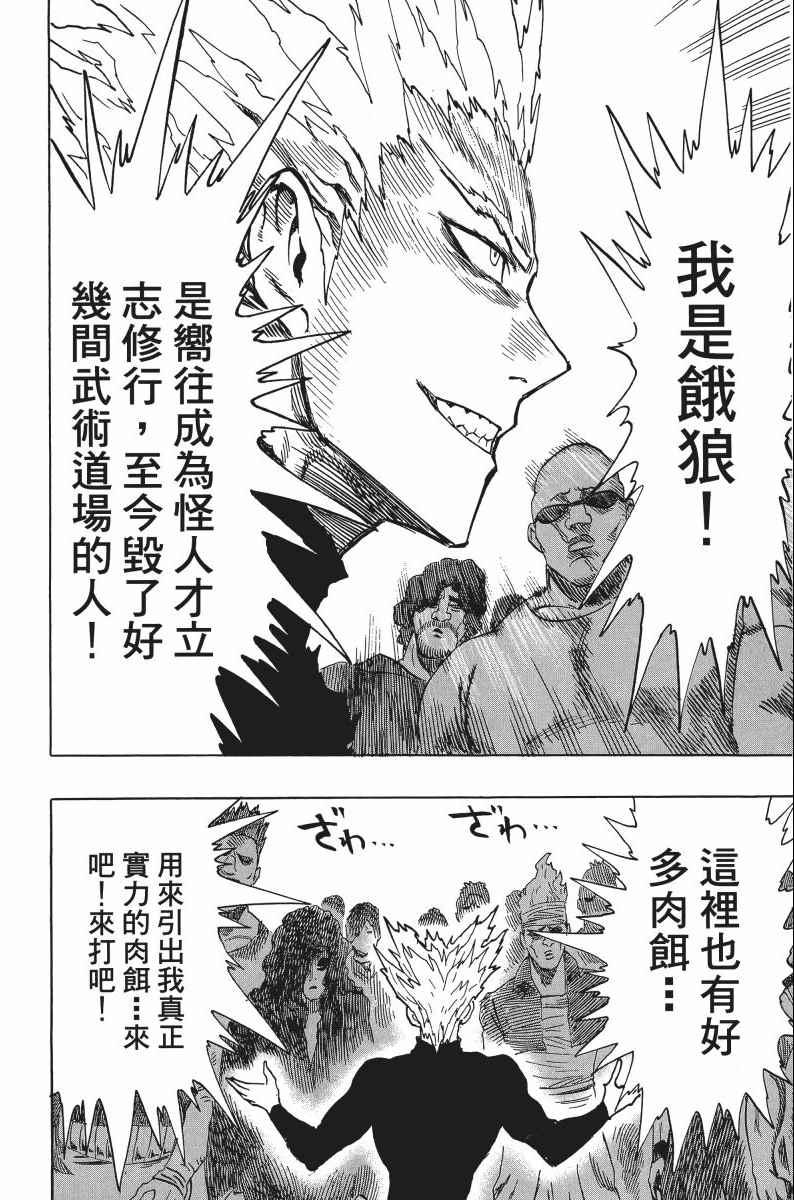 我是餓狼！
是嚮往成為怪人才立
志修行，至今毀了好
幾間武術道場的人！
這裡也有好
多肉餌…
ざわ…
ざわ…
用來引出我真正
實力的肉餌…來
吧！來打吧！